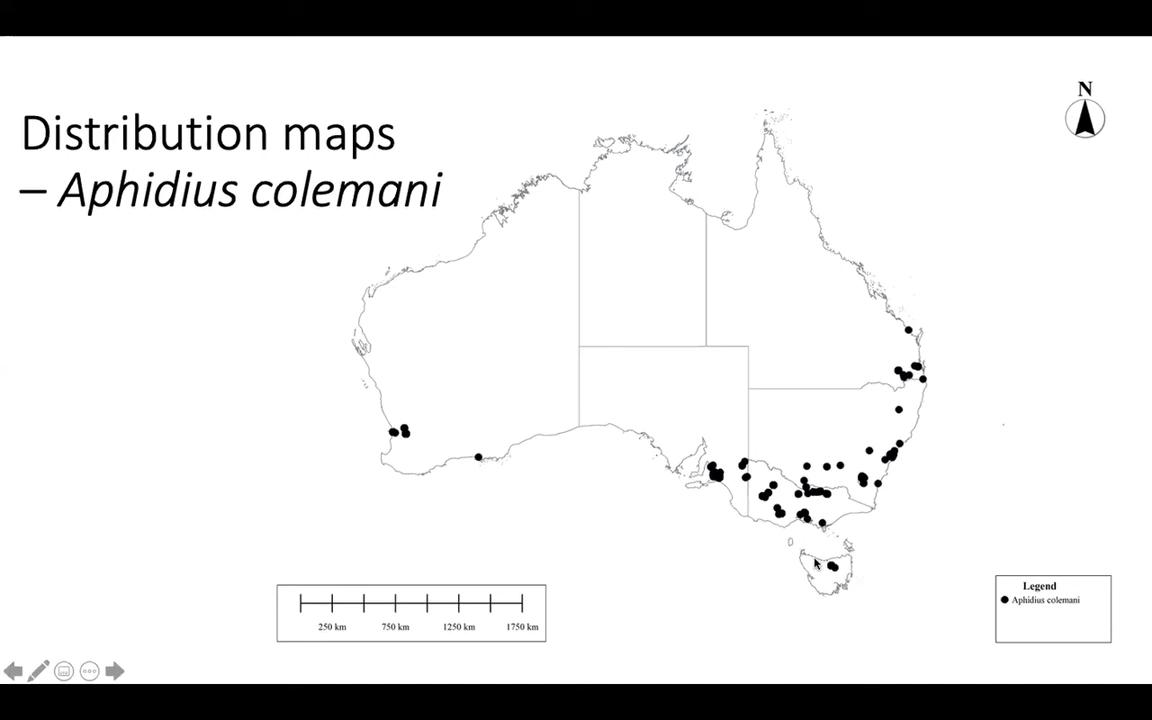 Distribution maps
– Aphidius colemani
N
250 km 750 km 1250 km 1750 km
Legend
Aphidius colemani